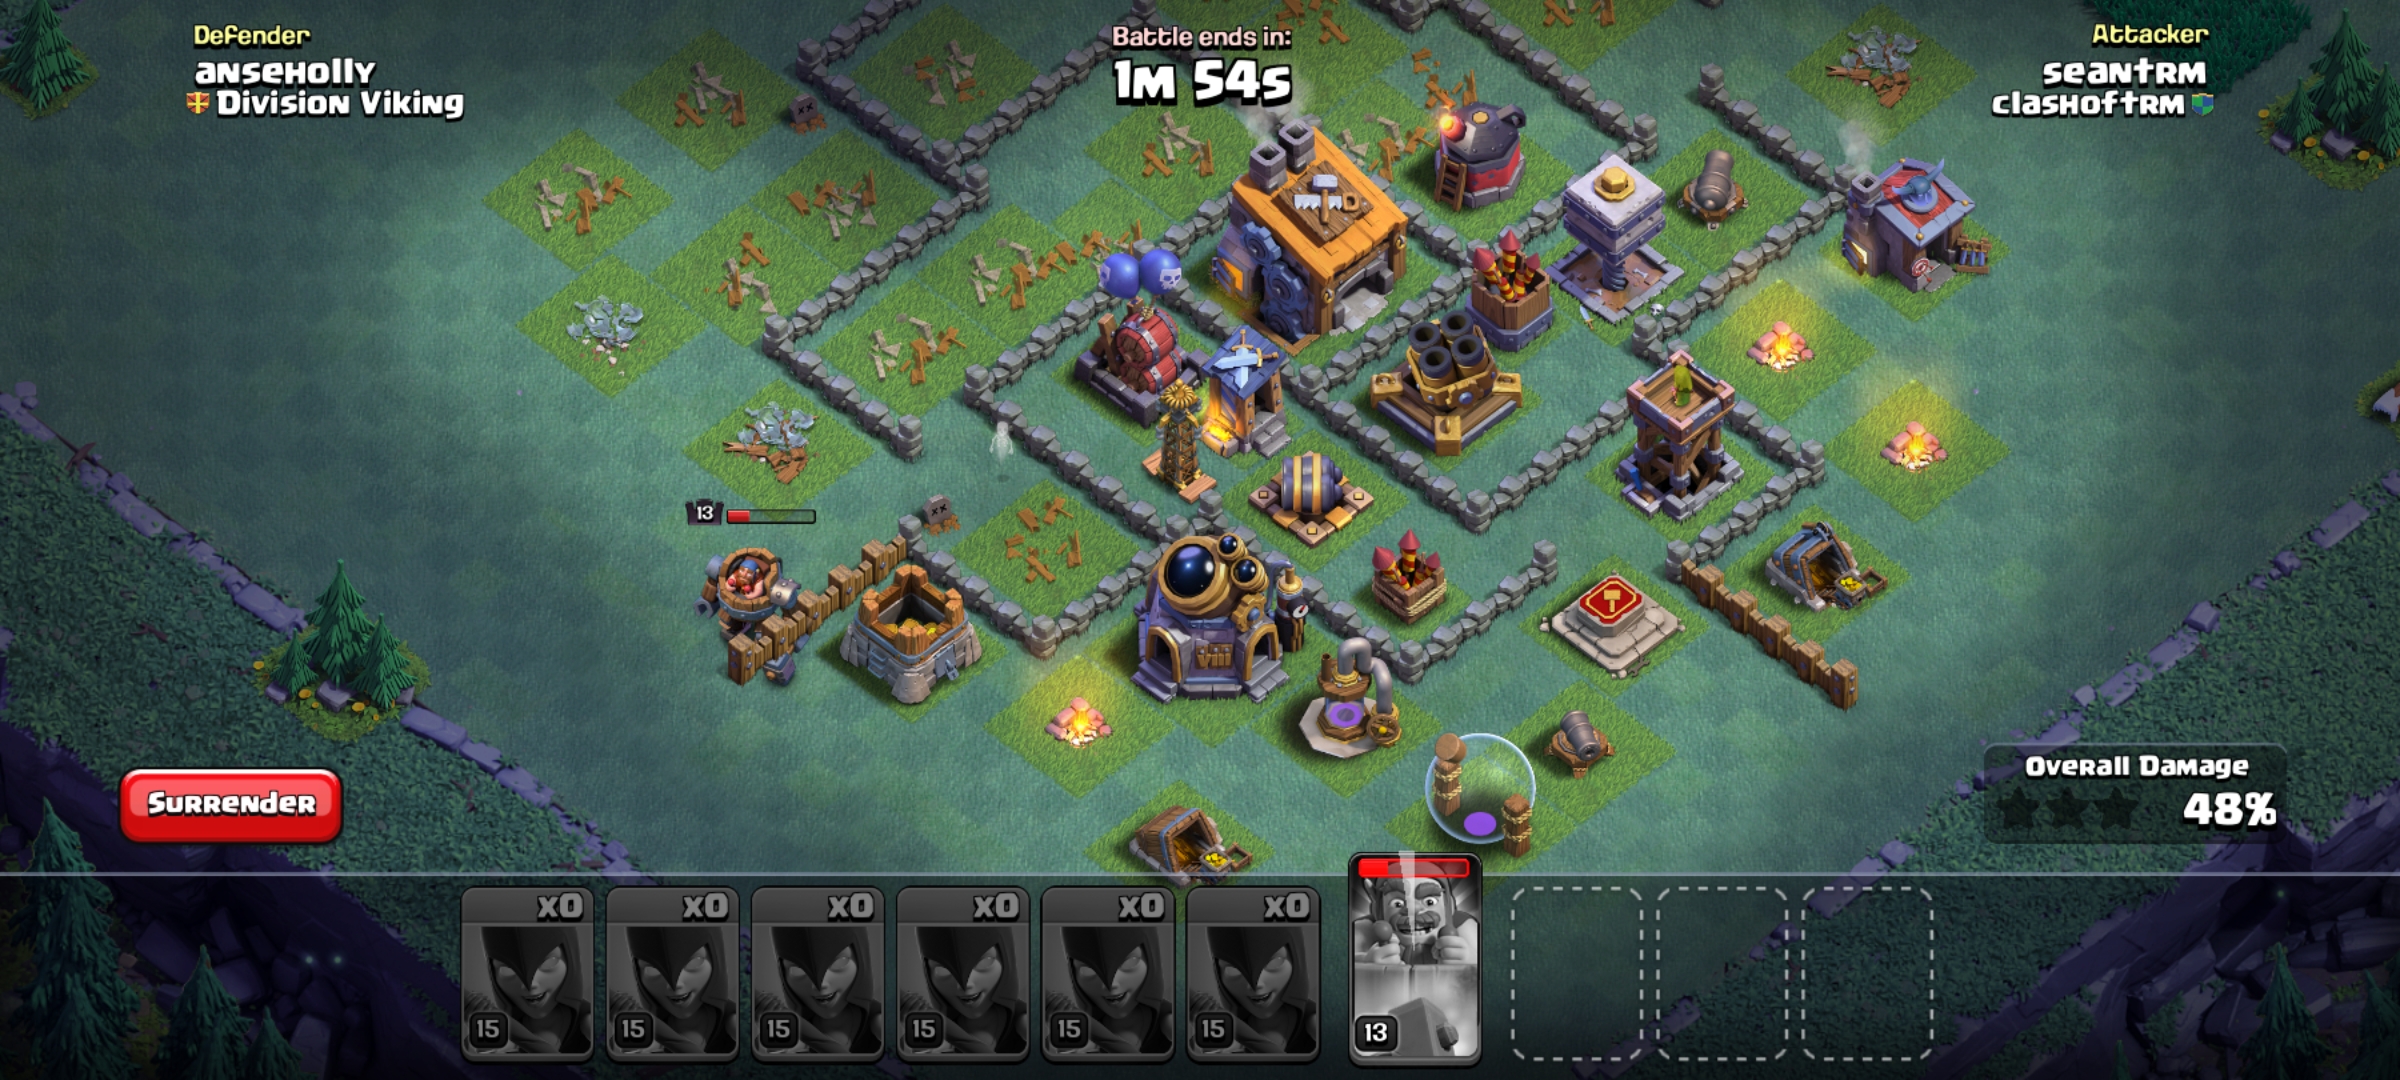 Defender
anseholly
Division Viking
Battle ends in:
1m 54s
Attacker
seantrm
clashoftrm
13
VIII
Surrender
Overall Damage
48%
x0
x0
x0
x0
x0
x0
15
15
15
15
15
15
13